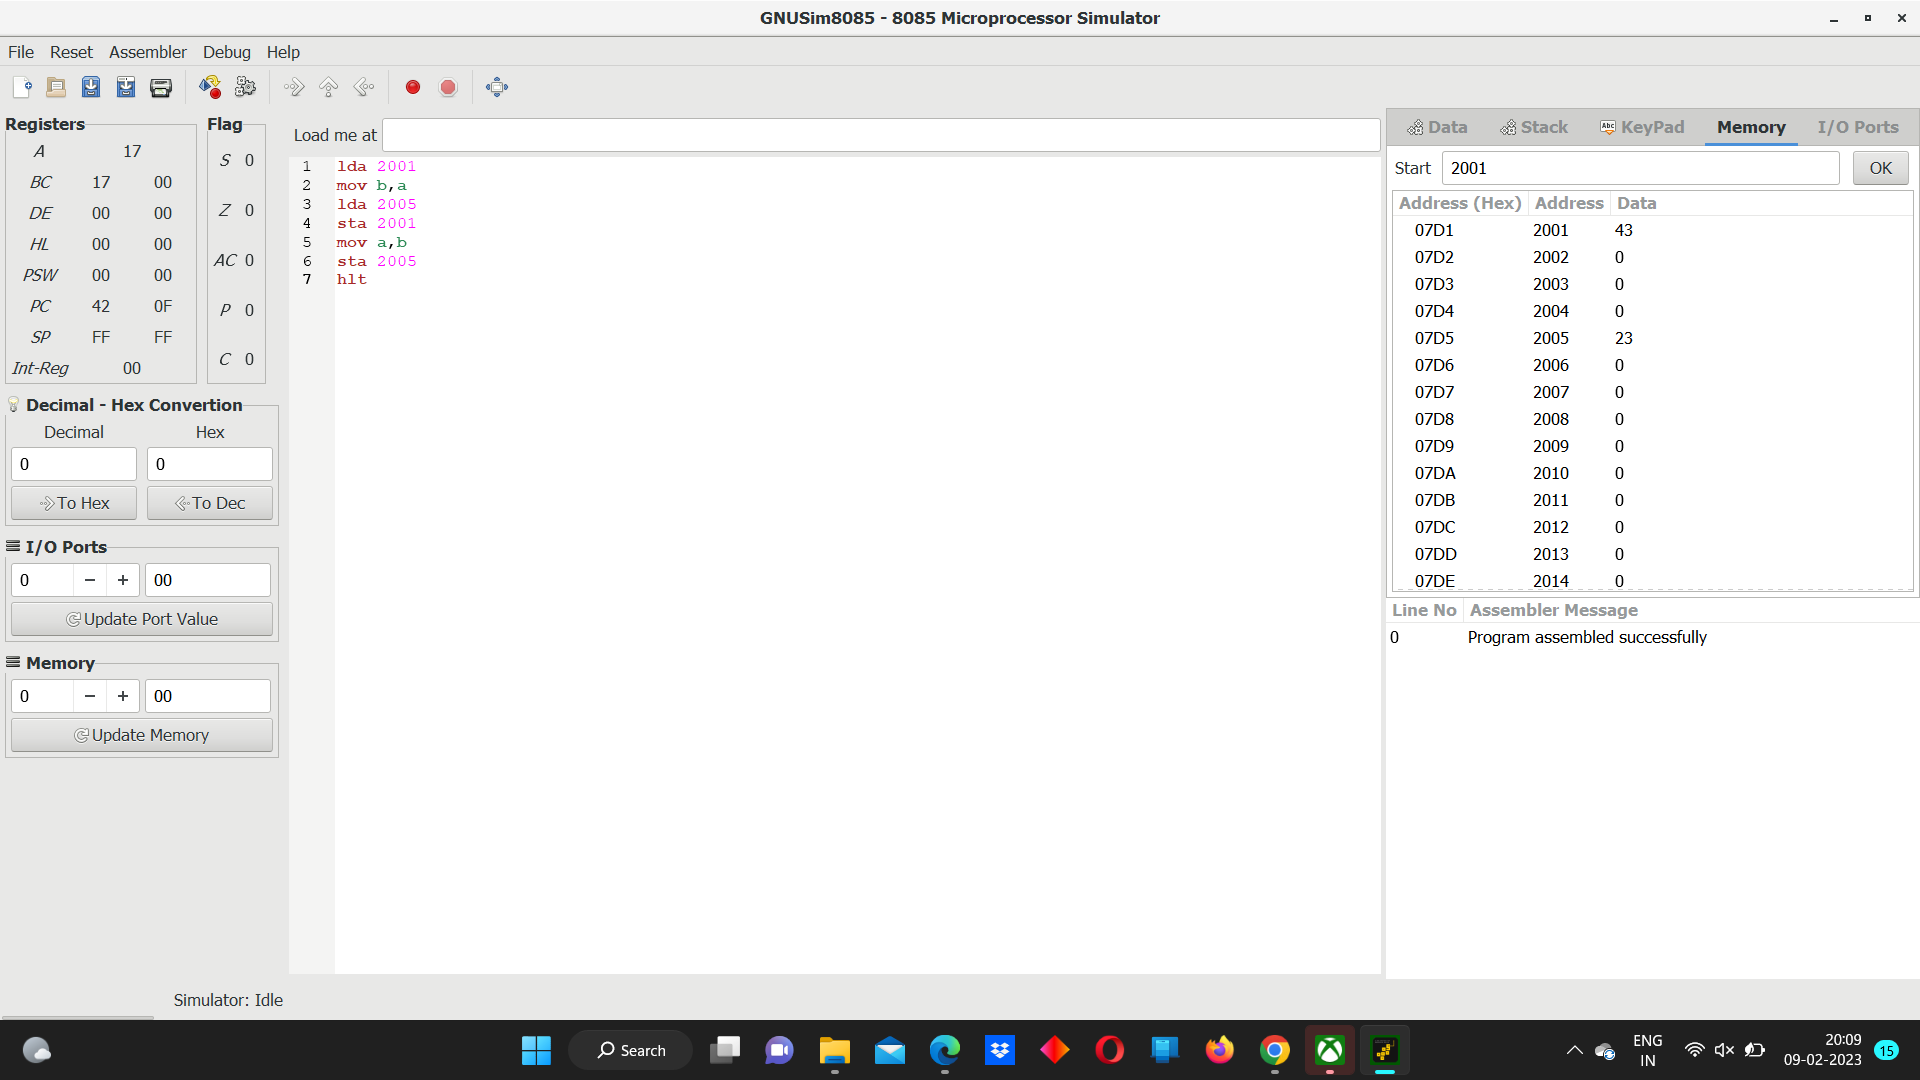 GNUSim8085 - 8085 Microprocessor Simulator
File Reset Assembler Debug Help
Registers
A 17
BC 17 00
DE 00 00
HL 00 00
PSW 00 00
PC 42 0F
SP FF FF
Int-Reg 00
Flag
S 0
Z 0
AC 0
P 0
C 0
Decimal - Hex Convertion
Decimal Hex
0 0
To Hex To Dec
I/O Ports
0 − + 00
Update Port Value
Memory
0 − + 00
Update Memory
Load me at
1 lda 2001
2 mov b,a
3 lda 2005
4 sta 2001
5 mov a,b
6 sta 2005
7 hlt
Data Stack Abc KeyPad Memory I/O Ports
Start 2001 OK
Address (Hex) Address Data
07D1 2001 43
07D2 2002 0
07D3 2003 0
07D4 2004 0
07D5 2005 23
07D6 2006 0
07D7 2007 0
07D8 2008 0
07D9 2009 0
07DA 2010 0
07DB 2011 0
07DC 2012 0
07DD 2013 0
07DE 2014 0
Line No Assembler Message
0 Program assembled successfully
Simulator: Idle
Search
ENG
IN
20:09
09-02-2023
15